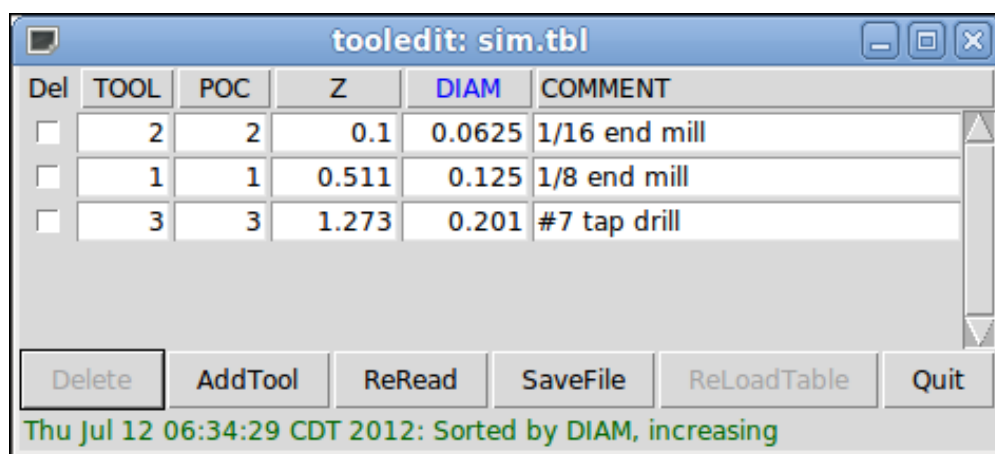 tooledit: sim.tbl
Del TOOL POC Z DIAM COMMENT
2 2 0.1 0.0625 1/16 end mill
1 1 0.511 0.125 1/8 end mill
3 3 1.273 0.201 #7 tap drill
Delete AddTool ReRead SaveFile ReLoadTable Quit
Thu Jul 12 06:34:29 CDT 2012: Sorted by DIAM, increasing